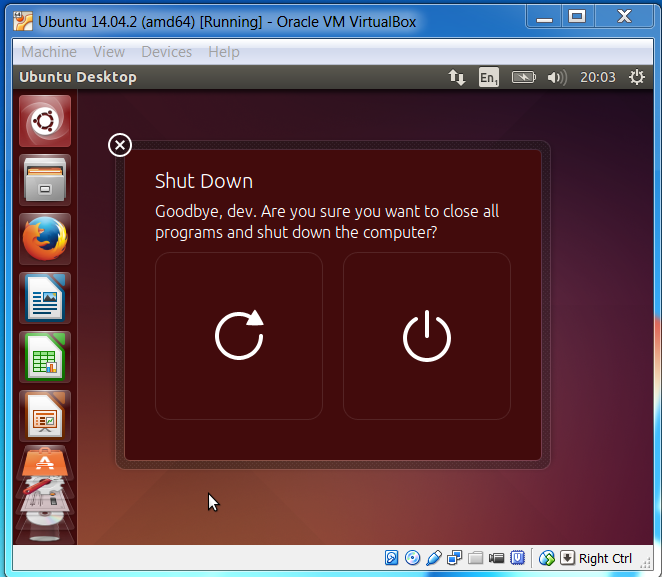 Ubuntu 14.04.2 (amd64) [Running] - Oracle VM VirtualBox
Machine View Devices Help
Ubuntu Desktop En1 20:03
Shut Down
Goodbye, dev. Are you sure you want to close all
programs and shut down the computer?
Right Ctrl